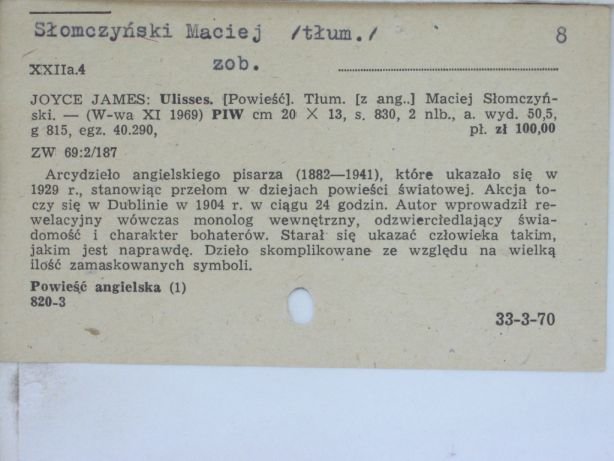 Słomczyński Maciej /tłum./ 8
XXIIa.4 zob.
JOYCE JAMES: Ulisses. [Powieść]. Tłum. [z ang..] Maciej Słomczyń-
ski. — (W-wa XI 1969) PIW cm 20 × 13, s. 830, 2 nlb., a. wyd. 50,5,
g 815, egz. 40.290, pł. zł 100,00
ZW 69:2/187
Arcydzieło angielskiego pisarza (1882—1941), które ukazało się w
1929 r., stanowiąc przełom w dziejach powieści światowej. Akcja to-
czy się w Dublinie w 1904 r. w ciągu 24 godzin. Autor wprowadził re-
welacyjny wówczas monolog wewnętrzny, odzwierciedlający świa-
domość i charakter bohaterów. Starał się ukazać człowieka takim,
jakim jest naprawdę. Dzieło skomplikowane ze względu na wielką
ilość zamaskowanych symboli.
Powieść angielska (1)
820-3
33-3-70